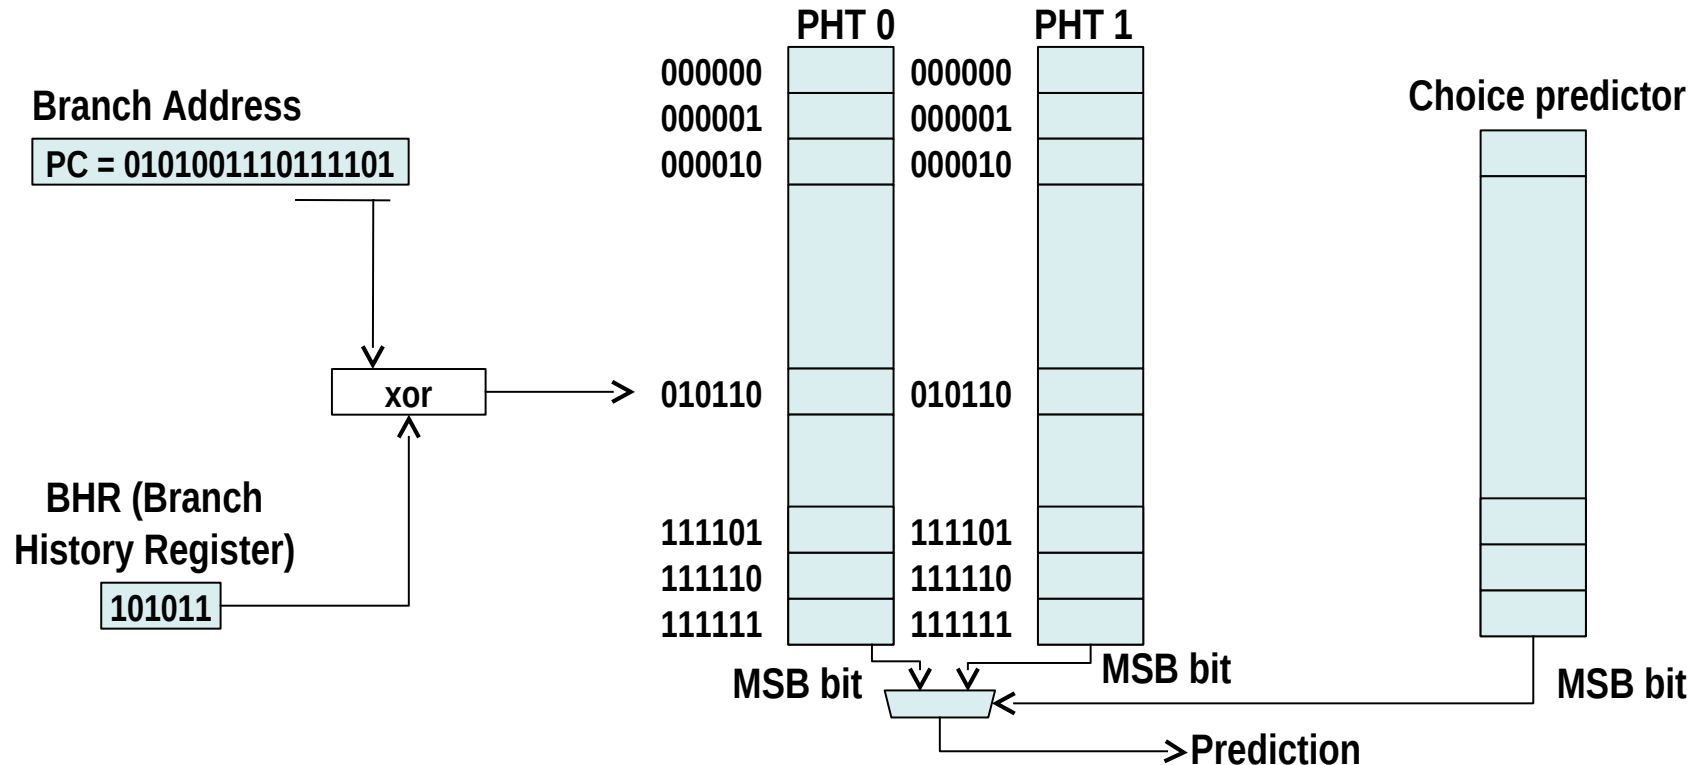 PHT 0
PHT 1
Branch Address
PC = 0101001110111101
Choice predictor
000000
000001
000010
010110
111101
111110
111111
000000
000001
000010
010110
111101
111110
111111
xor
BHR (Branch
History Register)
101011
MSB bit
MSB bit
MSB bit
Prediction